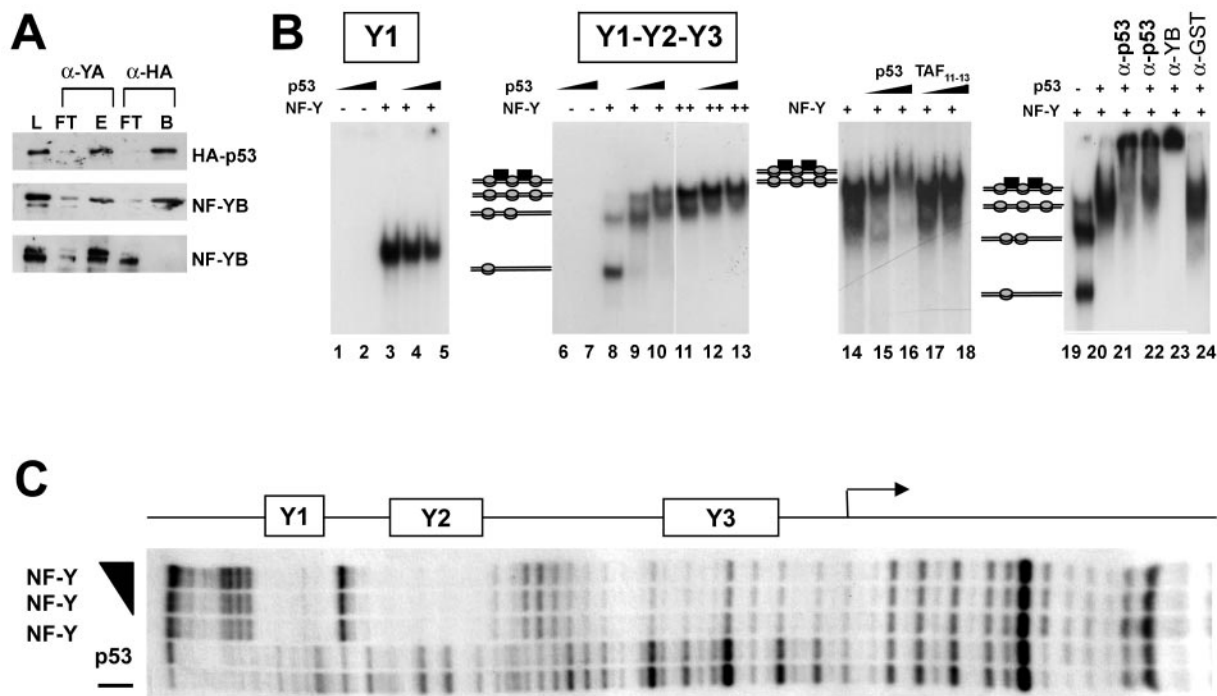 A
α-YA α-HA
L FT E FT B
HA-p53
NF-YB
NF-YB
B
Y1
p53
NF-Y - - + + +
1 2 3 4 5
Y1-Y2-Y3
p53
NF-Y - - + + + ++ ++ ++
6 7 8 9 10 11 12 13
p53 TAF11-13
NF-Y + + + + +
14 15 16 17 18
α-p53 α-p53 α-YB α-GST
p53 - + + + + +
NF-Y + + + + + +
19 20 21 22 23 24
C
Y1 Y2 Y3
NF-Y
NF-Y
NF-Y
p53
–